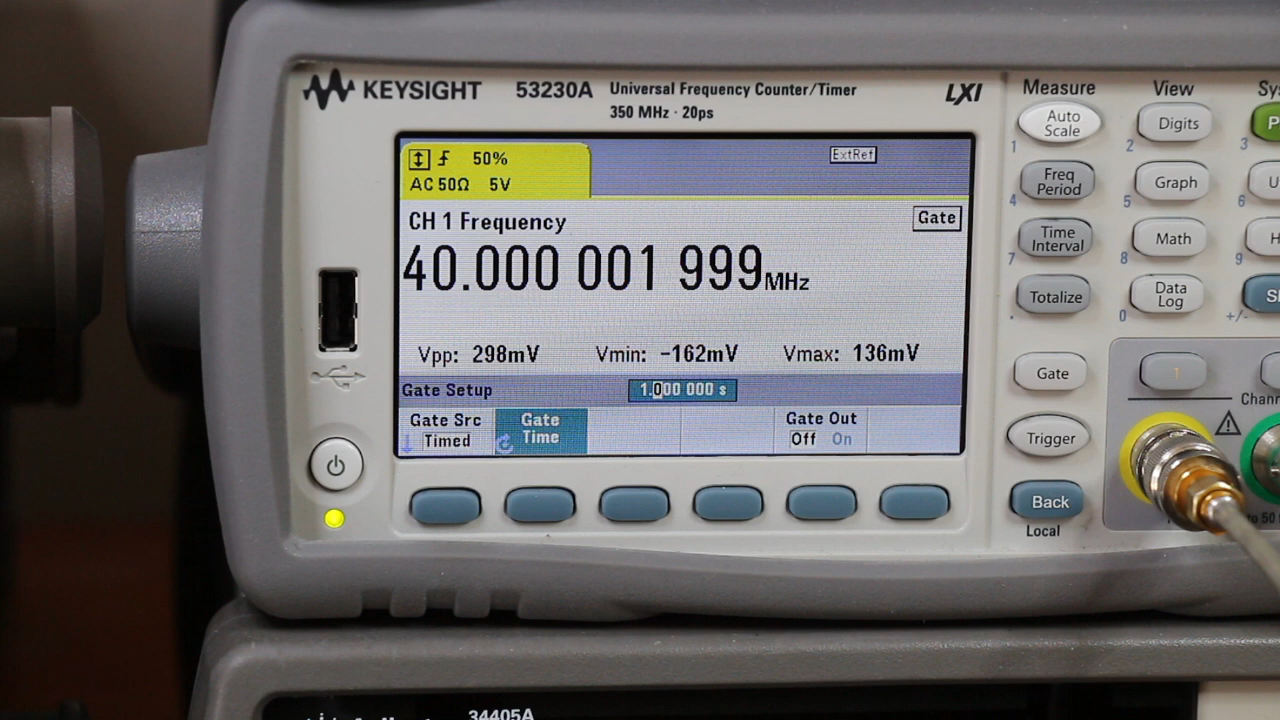 KEYSIGHT 53230A Universal Frequency Counter/Timer
350 MHz · 20ps
LXI
50%
AC 50Ω 5V
ExtRef
CH 1 Frequency
Gate
40.000 001 999 MHz
Vpp: 298mV Vmin: -162mV Vmax: 136mV
Gate Setup 1.000 000 s
Gate Src
Timed
Gate
Time
Gate Out
Off On
Measure
View
Auto
Scale
1
Digits
2
3
Freq
Period
4
Graph
5
6
Time
Interval
7
Math
8
9
Totalize
.
Data
Log
0
+/-
Gate
Trigger
Back
Local
1
34405A